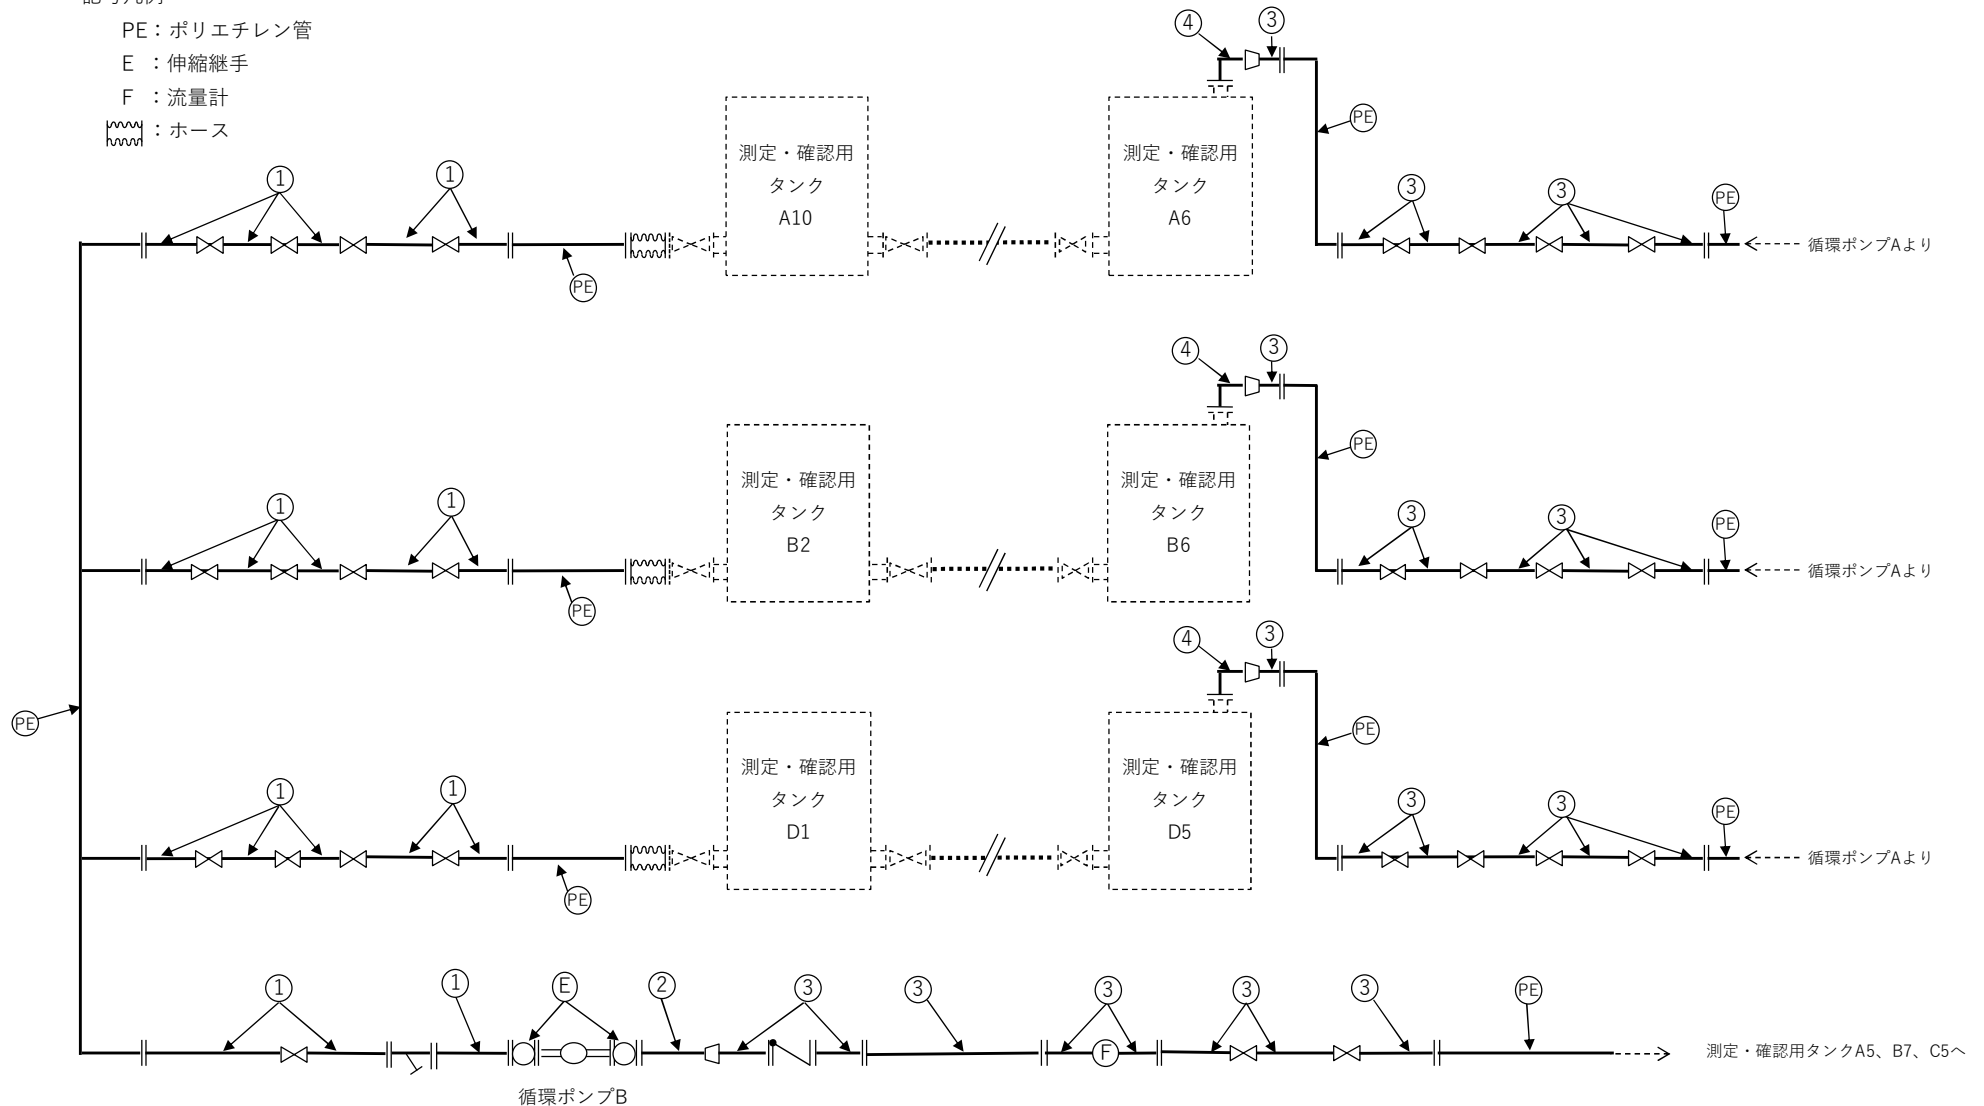 PE：ポリエチレン管
E ：伸縮継手
F ：流量計
：ホース
④ ③
PE
測定・確認用
タンク
A10
測定・確認用
タンク
A6
① ①
PE
③ ③ PE
循環ポンプAより
④ ③
PE
測定・確認用
タンク
B2
測定・確認用
タンク
B6
① ①
PE
③ ③ PE
循環ポンプAより
④ ③
PE
PE
測定・確認用
タンク
D1
測定・確認用
タンク
D5
① ①
PE
③ ③ PE
循環ポンプAより
① ① E ② ③ ③ ③ ③ ③ PE
F
測定・確認用タンクA5、B7、C5へ
循環ポンプB